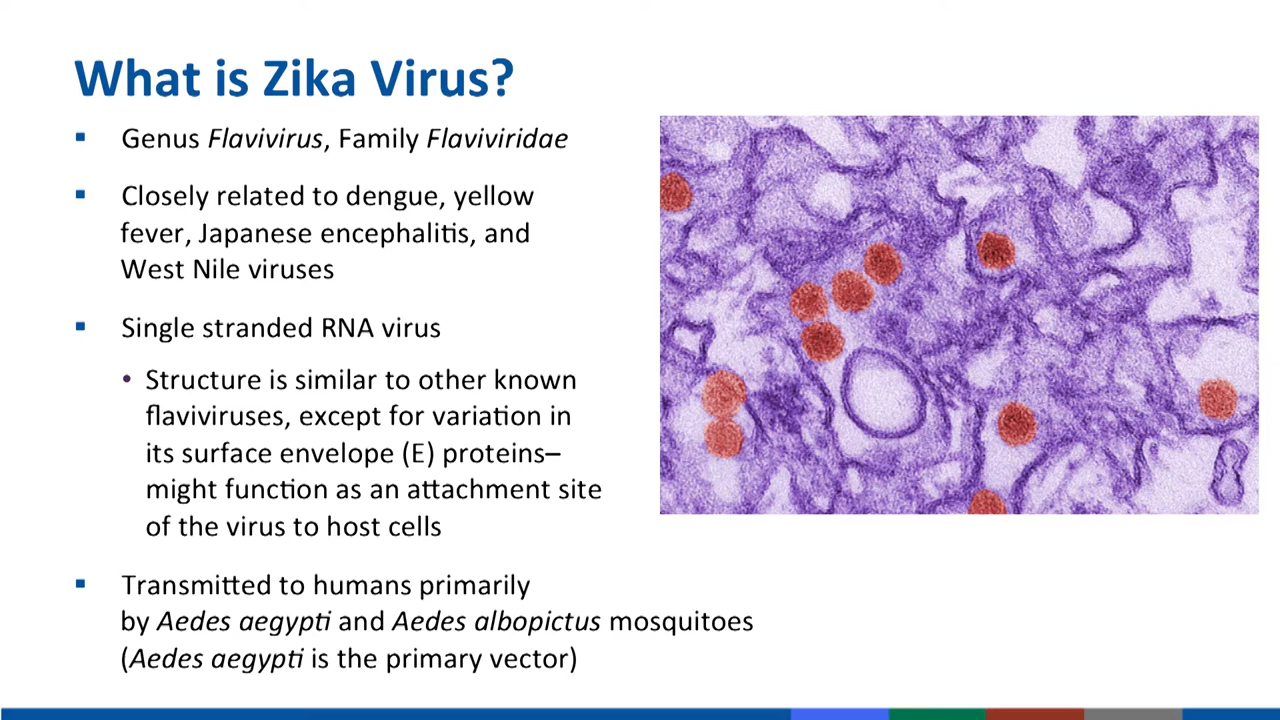 What is Zika Virus?
▪ Genus Flavivirus, Family Flaviviridae
▪ Closely related to dengue, yellow
fever, Japanese encephalitis, and
West Nile viruses
▪ Single stranded RNA virus
• Structure is similar to other known
flaviviruses, except for variation in
its surface envelope (E) proteins–
might function as an attachment site
of the virus to host cells
▪ Transmitted to humans primarily
by Aedes aegypti and Aedes albopictus mosquitoes
(Aedes aegypti is the primary vector)